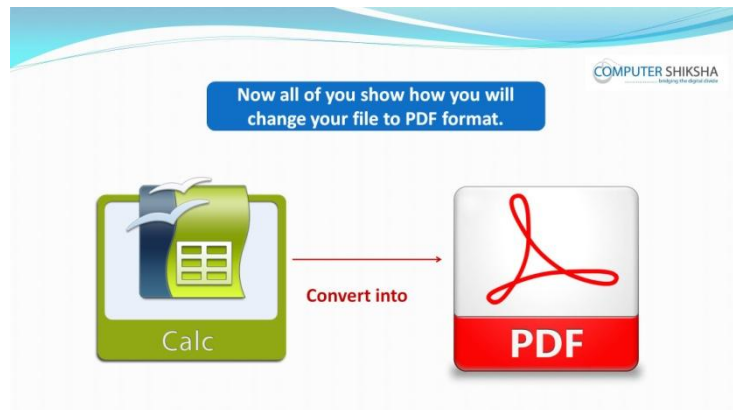 COMPUTER SHIKSHA
bridging the digital divide
Now all of you show how you will
change your file to PDF format.
Convert into
Calc
PDF